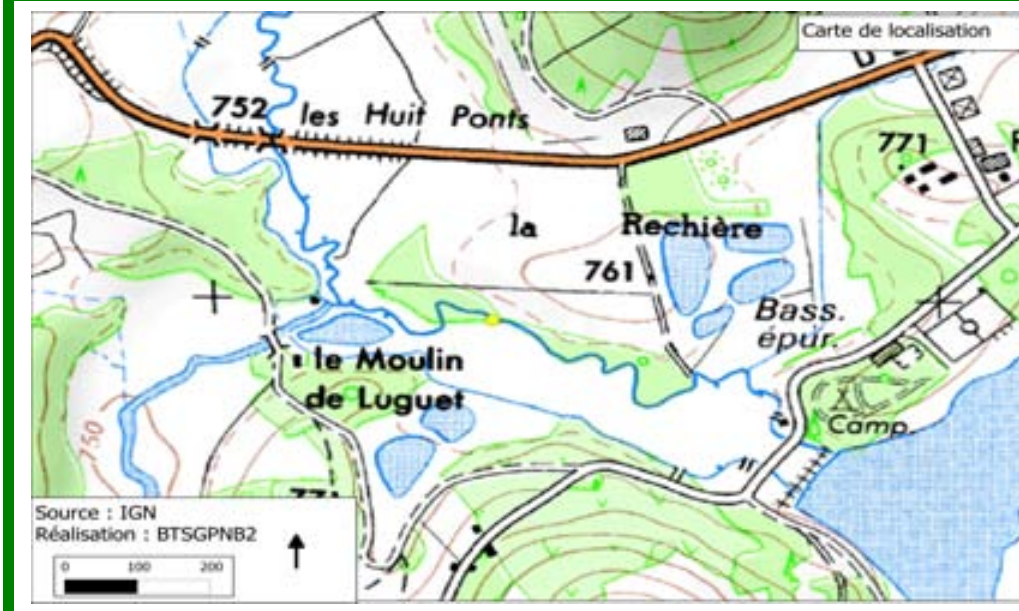 Carte de localisation
752 les Huit Ponts
771
la Rechière
761
Bass.
épur.
le Moulin
de Luguet
Camp.
750
Source : IGN
Réalisation : BTSGPNB2
0 100 200